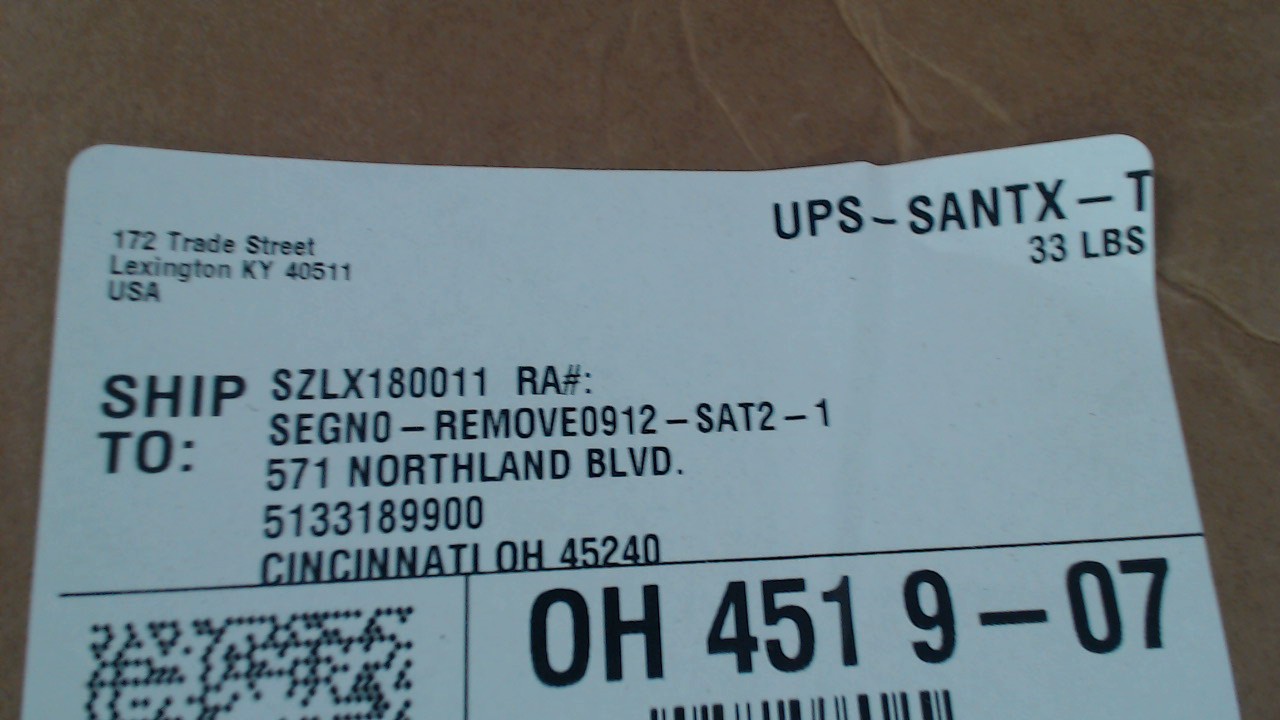 172 Trade Street
Lexington KY 40511
USA
UPS-SANTX-T
33 LBS
SHIP TO:
SZLX180011 RA#:
SEGNO-REMOVE0912-SAT2-1
571 NORTHLAND BLVD.
5133189900
CINCINNATI OH 45240
OH 451 9-07